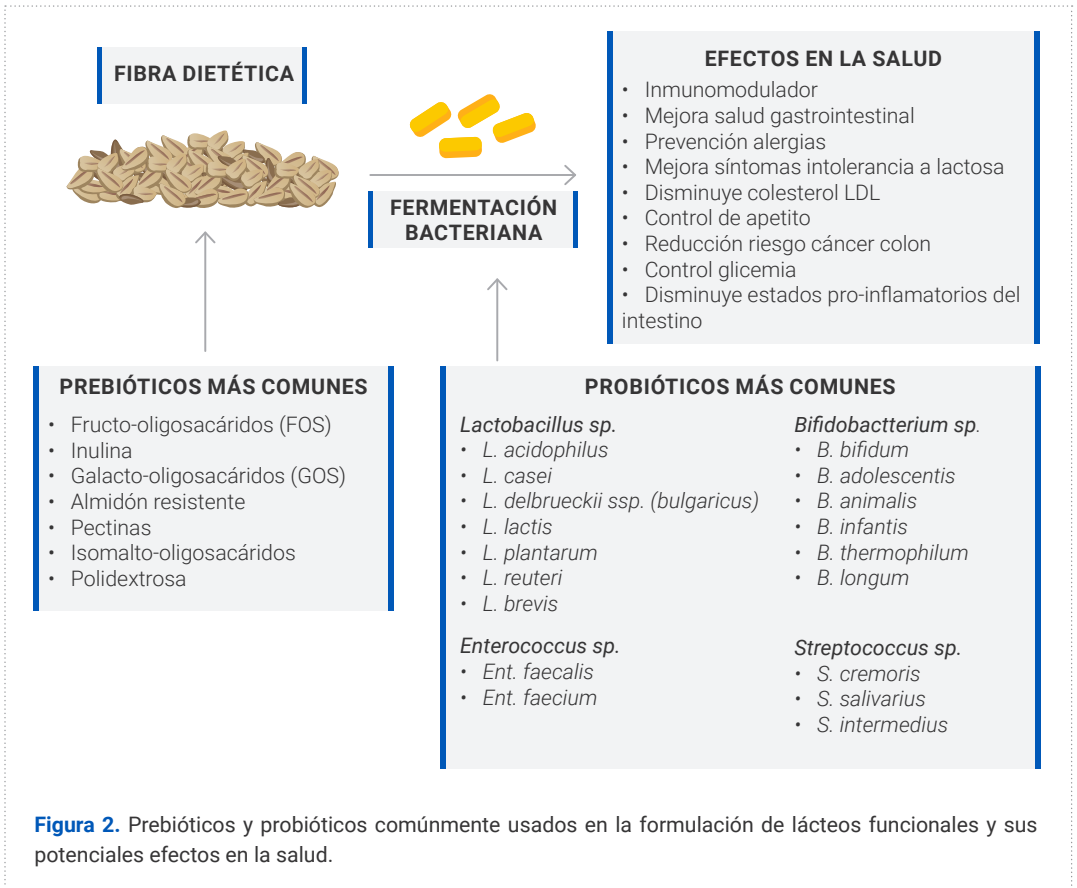 FIBRA DIETÉTICA
FERMENTACIÓN
BACTERIANA
EFECTOS EN LA SALUD
• Inmunomodulador
• Mejora salud gastrointestinal
• Prevención alergias
• Mejora síntomas intolerancia a lactosa
• Disminuye colesterol LDL
• Control de apetito
• Reducción riesgo cáncer colon
• Control glicemia
• Disminuye estados pro-inflamatorios del
intestino
PREBIÓTICOS MÁS COMUNES
• Fructo-oligosacáridos (FOS)
• Inulina
• Galacto-oligosacáridos (GOS)
• Almidón resistente
• Pectinas
• Isomalto-oligosacáridos
• Polidextrosa
PROBIÓTICOS MÁS COMUNES
Lactobacillus sp.
• L. acidophilus
• L. casei
• L. delbrueckii ssp. (bulgaricus)
• L. lactis
• L. plantarum
• L. reuteri
• L. brevis
Bifidobactterium sp.
• B. bifidum
• B. adolescentis
• B. animalis
• B. infantis
• B. thermophilum
• B. longum
Enterococcus sp.
• Ent. faecalis
• Ent. faecium
Streptococcus sp.
• S. cremoris
• S. salivarius
• S. intermedius
Figura 2. Prebióticos y probióticos comúnmente usados en la formulación de lácteos funcionales y sus
potenciales efectos en la salud.